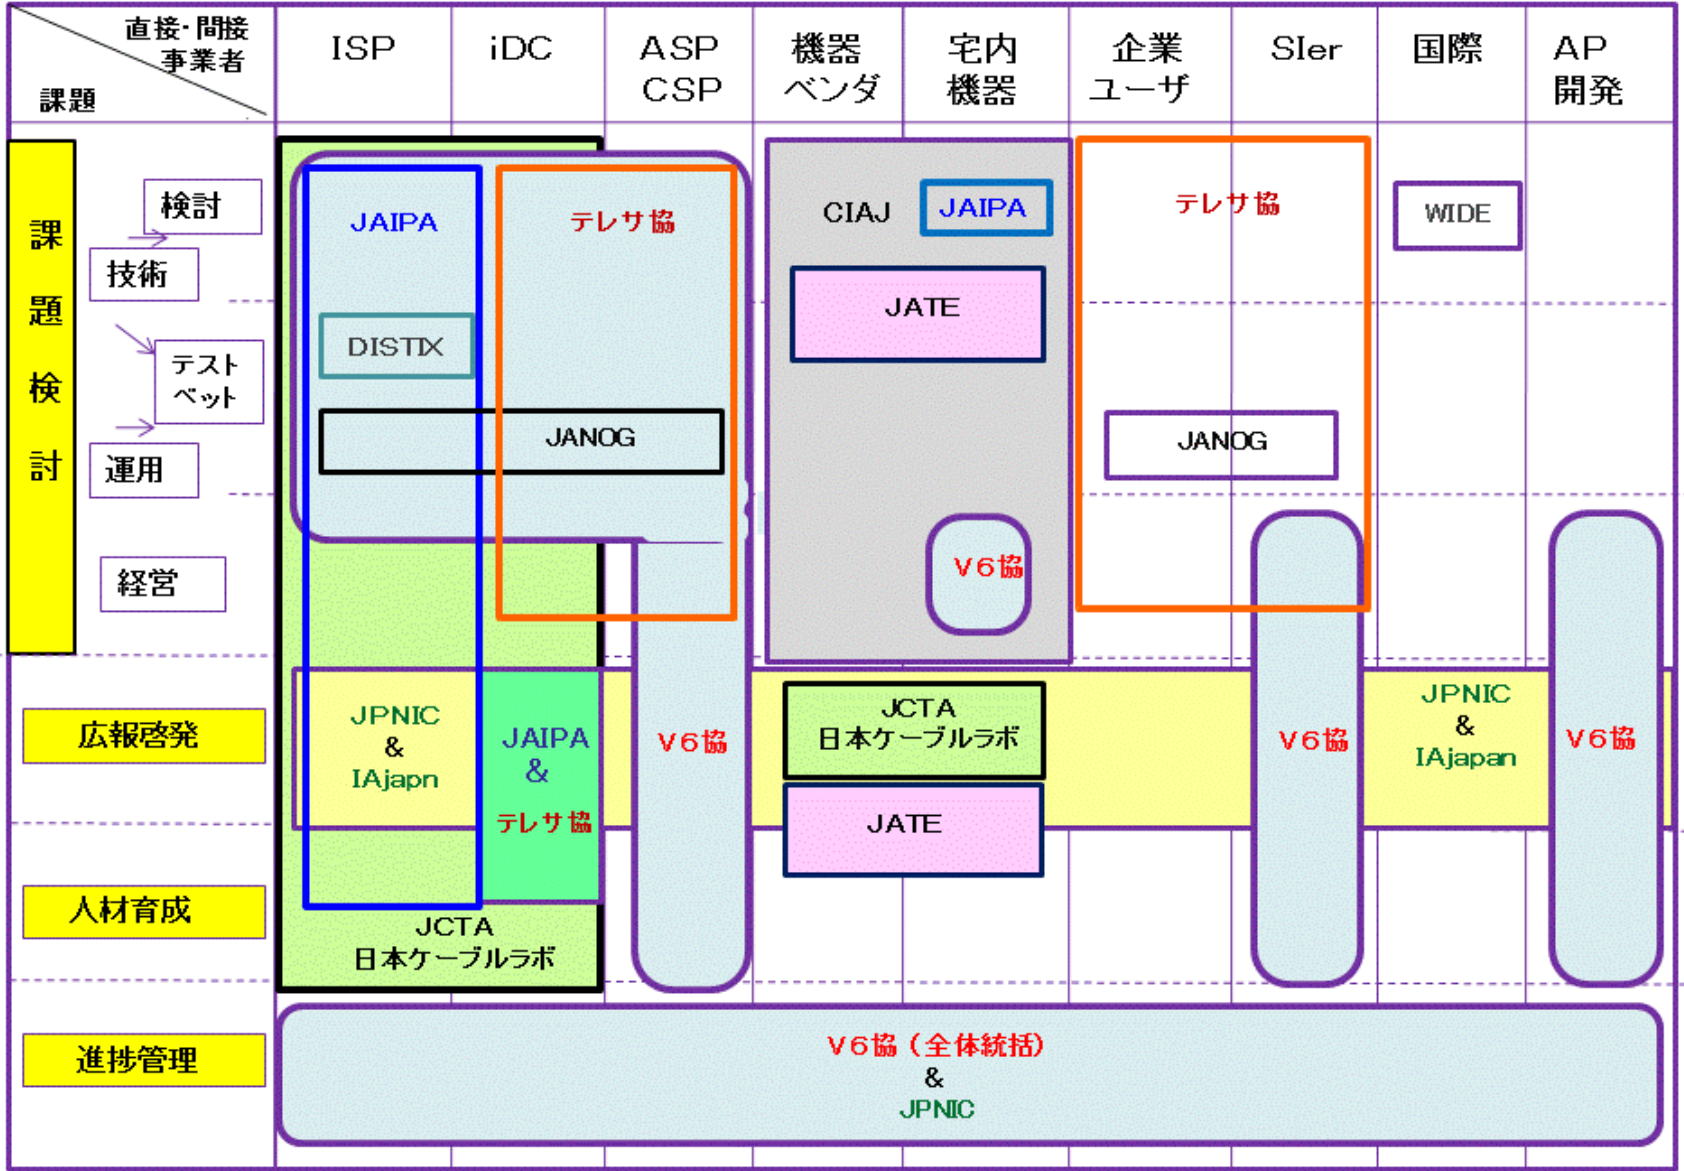 直接・間接
事業者
課題
ISP
iDC
ASP
CSP
機器
ベンダ
宅内
機器
企業
ユーザ
SIer
国際
AP
開発
課題検討
検討
技術
テスト
ベット
運用
経営
JAIPA
テレサ協
DISTIX
JANOG
CIAJ
JAIPA
JATE
V6協
テレサ協
JANOG
WIDE
広報啓発
JPNIC
&
IAjapn
JAIPA
&
テレサ協
V6協
JCTA
日本ケーブルラボ
JATE
V6協
JPNIC
&
IAjapan
V6協
人材育成
JCTA
日本ケーブルラボ
進捗管理
V6協（全体統括）
&
JPNIC